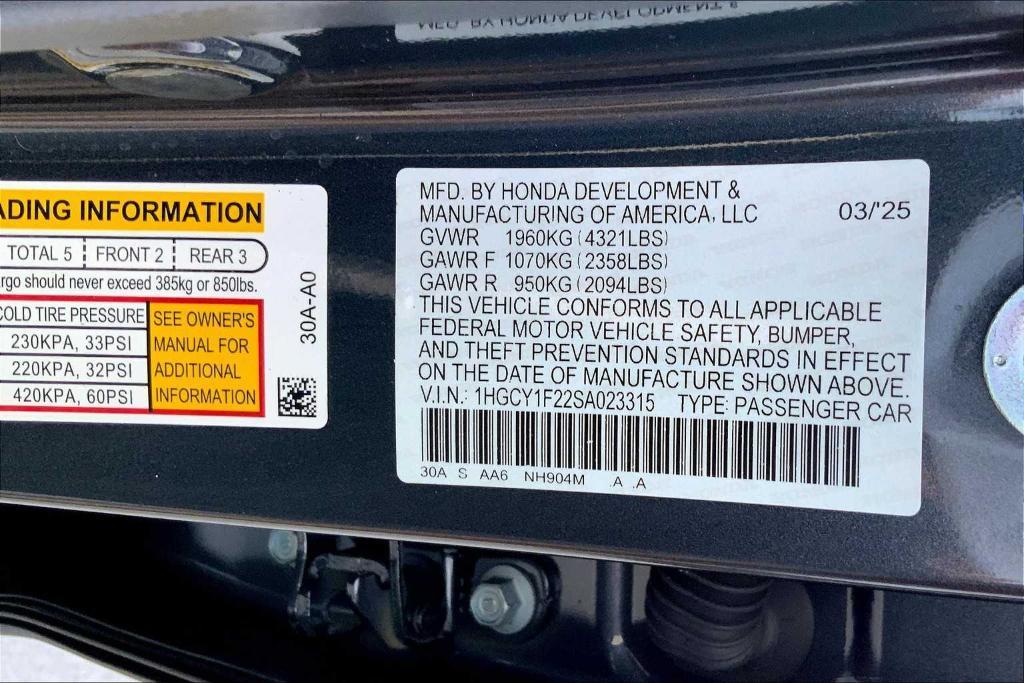 ADING INFORMATION
TOTAL 5 FRONT 2 REAR 3
rgo should never exceed 385kg or 850lbs.
COLD TIRE PRESSURE
230KPA, 33PSI
220KPA, 32PSI
420KPA, 60PSI
SEE OWNER'S
MANUAL FOR
ADDITIONAL
INFORMATION
30A-A0
MFD. BY HONDA DEVELOPMENT &
MANUFACTURING OF AMERICA, LLC 03/'25
GVWR 1960KG (4321LBS)
GAWR F 1070KG (2358LBS)
GAWR R 950KG (2094LBS)
THIS VEHICLE CONFORMS TO ALL APPLICABLE
FEDERAL MOTOR VEHICLE SAFETY, BUMPER,
AND THEFT PREVENTION STANDARDS IN EFFECT
ON THE DATE OF MANUFACTURE SHOWN ABOVE.
V.I.N.: 1HGCY1F22SA023315 TYPE: PASSENGER CAR
30A S AA6 NH904M .A .A